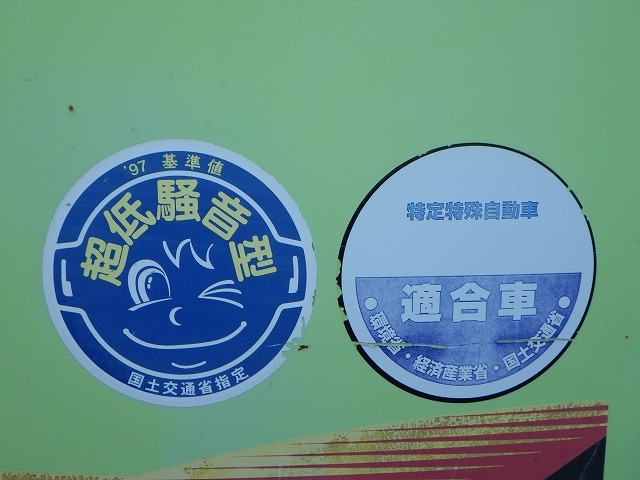 '97 基準値
超低騒音型
国土交通省指定
特定特殊自動車
適合車
・環境省・経済産業省・国土交通省・